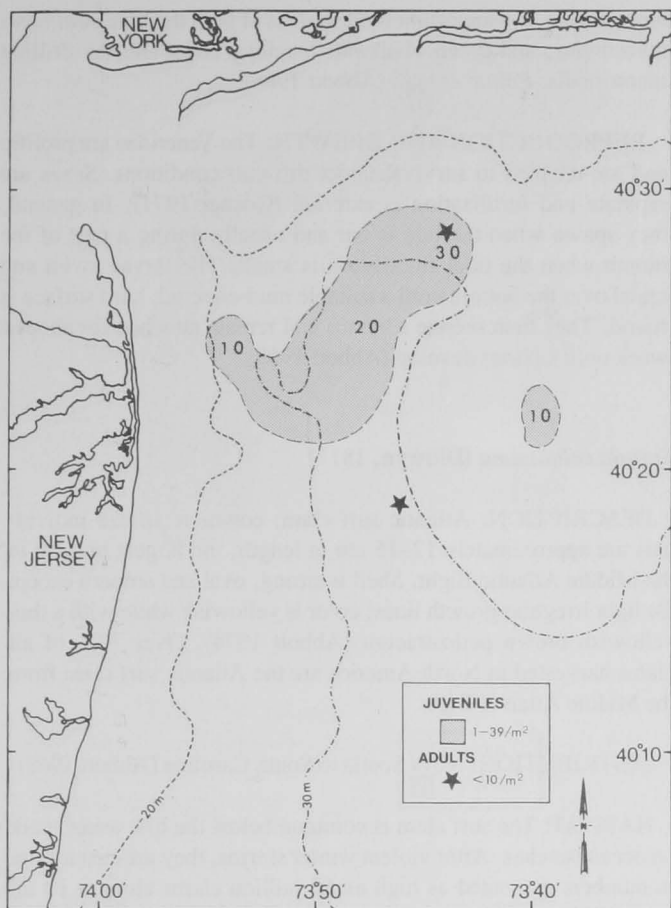 NEW
YORK
40°30'
30
20
10
10
40°20'
NEW
JERSEY
JUVENILES
1–39/m²
ADULTS
<10/m²
40°10'
20m
30m
74°00'
73°50'
73°40'